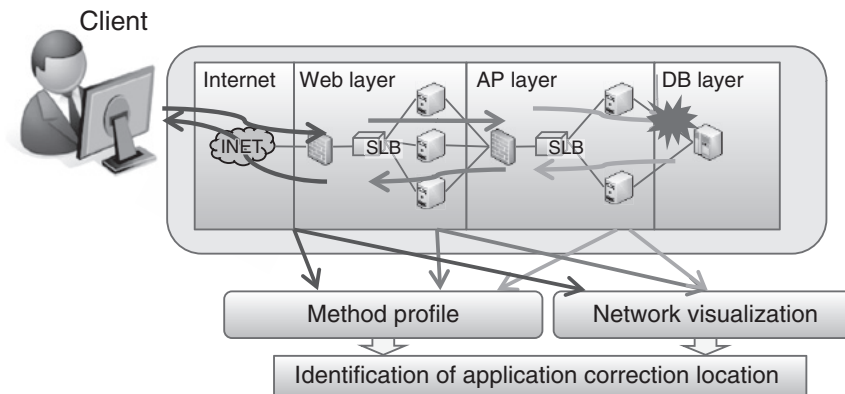 Client
Internet
Web layer
AP layer
DB layer
INET
SLB
SLB
Method profile
Network visualization
Identification of application correction location